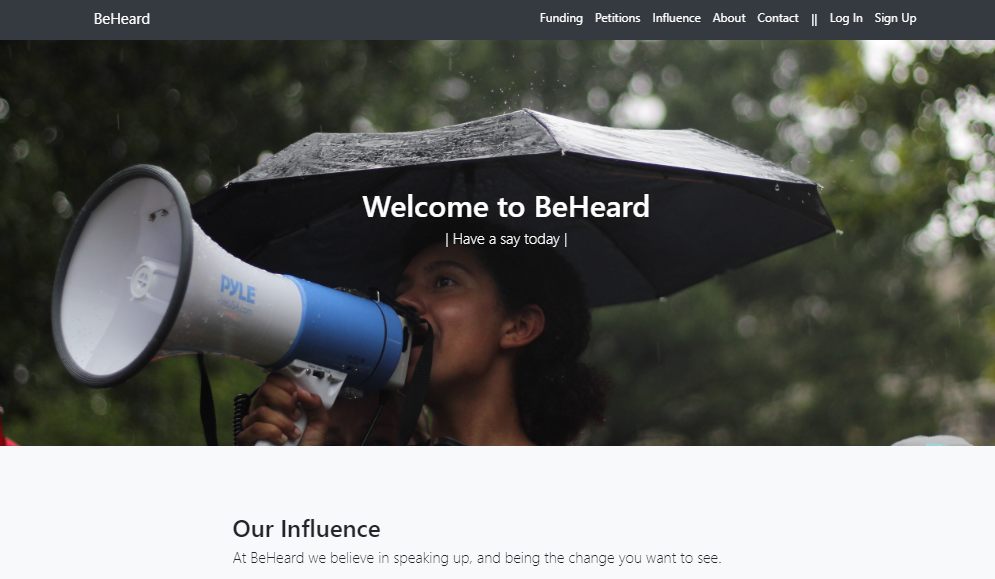 BeHeard
Funding Petitions Influence About Contact || Log In Sign Up
Welcome to BeHeard
| Have a say today |
PYLE
Our Influence
At BeHeard we believe in speaking up, and being the change you want to see.